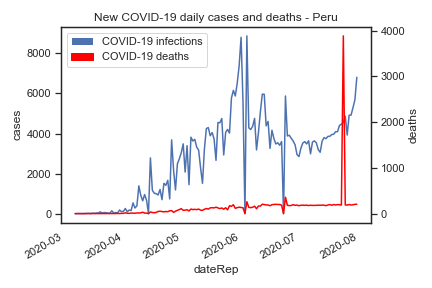 New COVID-19 daily cases and deaths - Peru
COVID-19 infections
COVID-19 deaths
8000
6000
4000
2000
0
cases
4000
3000
2000
1000
0
deaths
2020-03
2020-04
2020-05
2020-06
2020-07
2020-08
dateRep